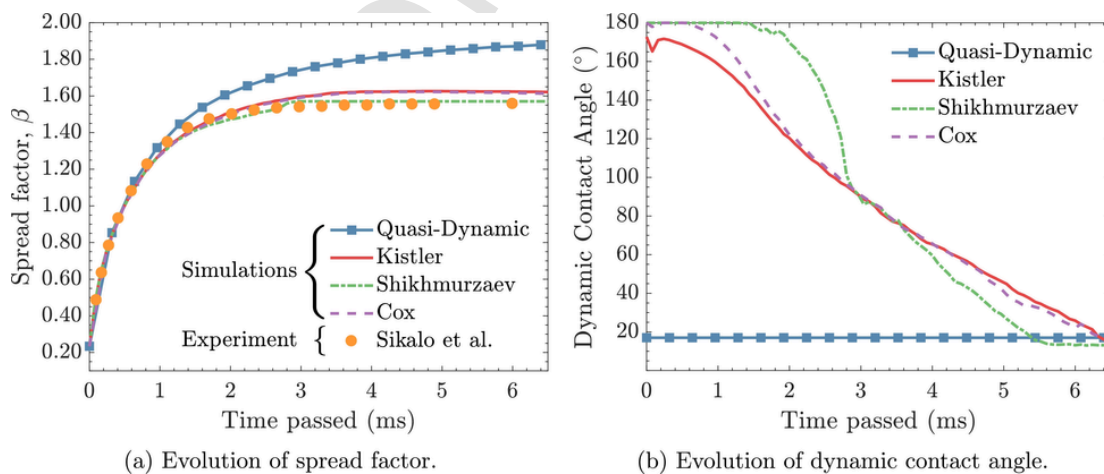 2.00
1.80
1.60
1.40
1.20
1.00
0.80
0.60
0.40
0.20
Spread factor, β
Quasi-Dynamic
Kistler
Shikhmurzaev
Cox
Simulations
Experiment
Sikalo et al.
0 1 2 3 4 5 6
Time passed (ms)
(a) Evolution of spread factor.
180
160
140
120
100
80
60
40
20
Dynamic Contact Angle (°)
Quasi-Dynamic
Kistler
Shikhmurzaev
Cox
0 1 2 3 4 5 6
Time passed (ms)
(b) Evolution of dynamic contact angle.